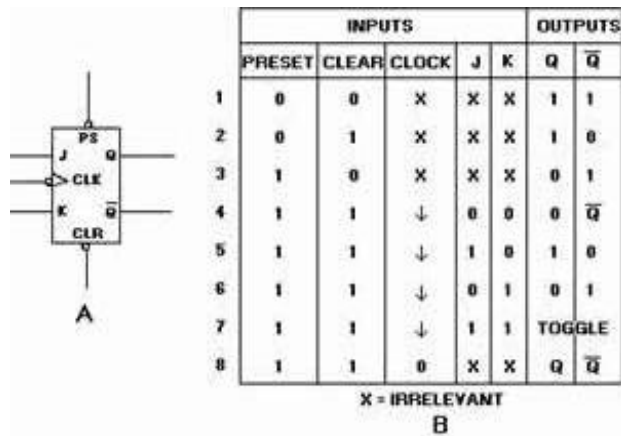 INPUTS OUTPUTS
PRESET CLEAR CLOCK J K Q Q̅
1 0 0 X X X 1 1
2 0 1 X X X 1 0
3 1 0 X X X 0 1
4 1 1 ↓ 0 0 0 Q̅
5 1 1 ↓ 1 0 1 0
6 1 1 ↓ 0 1 0 1
7 1 1 ↓ 1 1 TOGGLE
8 1 1 0 X X Q Q̅
X = IRRELEVANT
B
PS
J Q
CLK
K Q̅
CLR
A